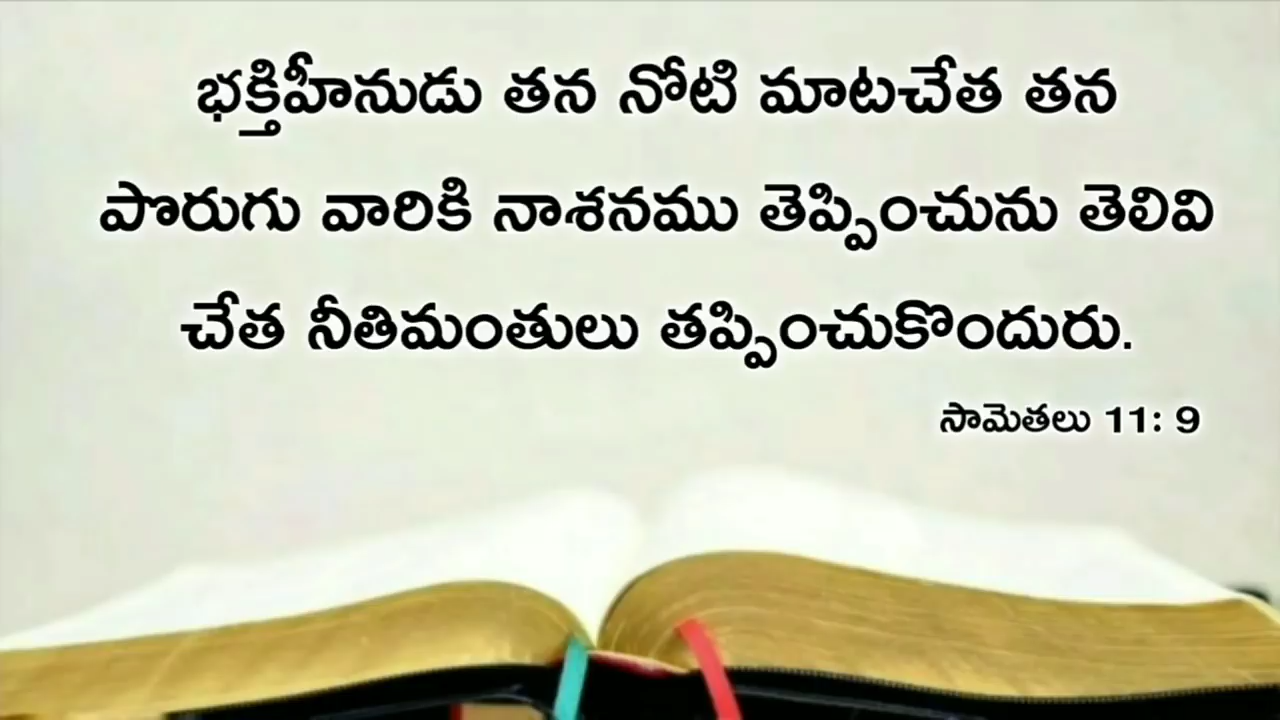 భక్తిహీనుడు తన నోటి మాటచేత తన
పొరుగు వారికి నాశనము తెప్పించును తెలివి
చేత నీతిమంతులు తప్పించుకొందురు.
సామెతలు 11: 9